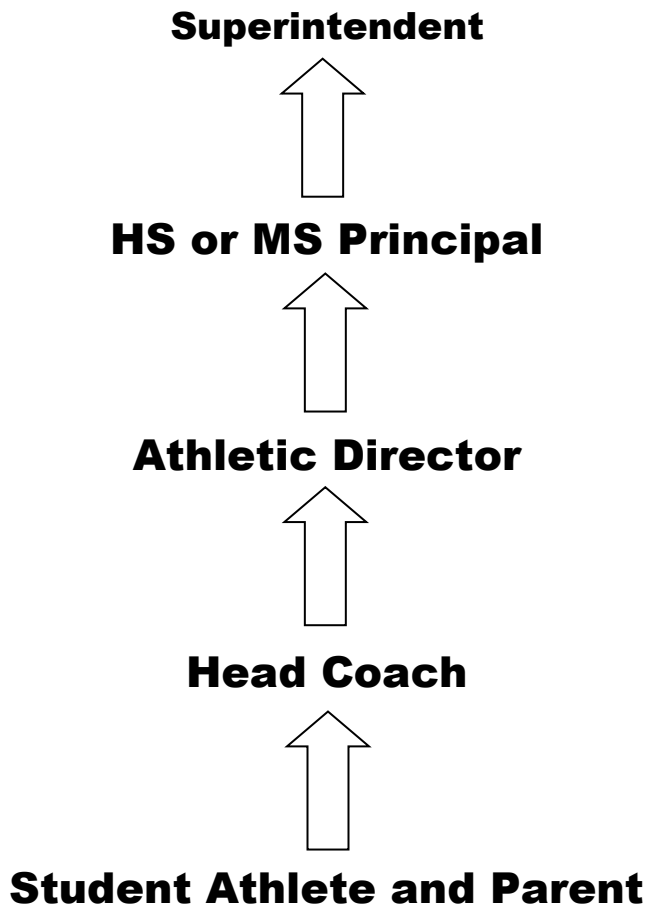 Superintendent
HS or MS Principal
Athletic Director
Head Coach
Student Athlete and Parent